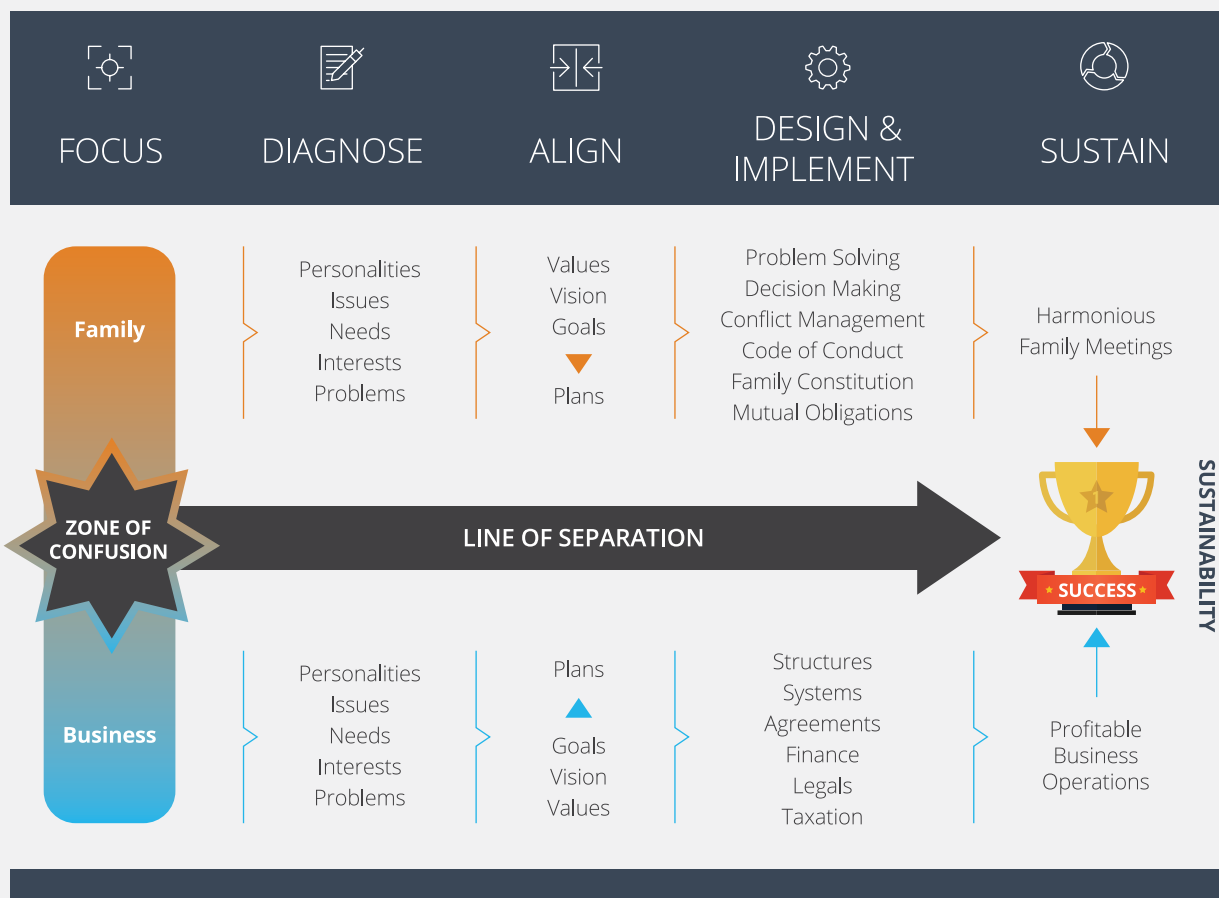 FOCUS
DIAGNOSE
ALIGN
DESIGN &
IMPLEMENT
SUSTAIN
Family
Personalities
Issues
Needs
Interests
Problems
Values
Vision
Goals
Plans
Problem Solving
Decision Making
Conflict Management
Code of Conduct
Family Constitution
Mutual Obligations
Harmonious
Family Meetings
ZONE OF
CONFUSION
LINE OF SEPARATION
1
SUCCESS
SUSTAINABILITY
Business
Personalities
Issues
Needs
Interests
Problems
Plans
Goals
Vision
Values
Structures
Systems
Agreements
Finance
Legals
Taxation
Profitable
Business
Operations